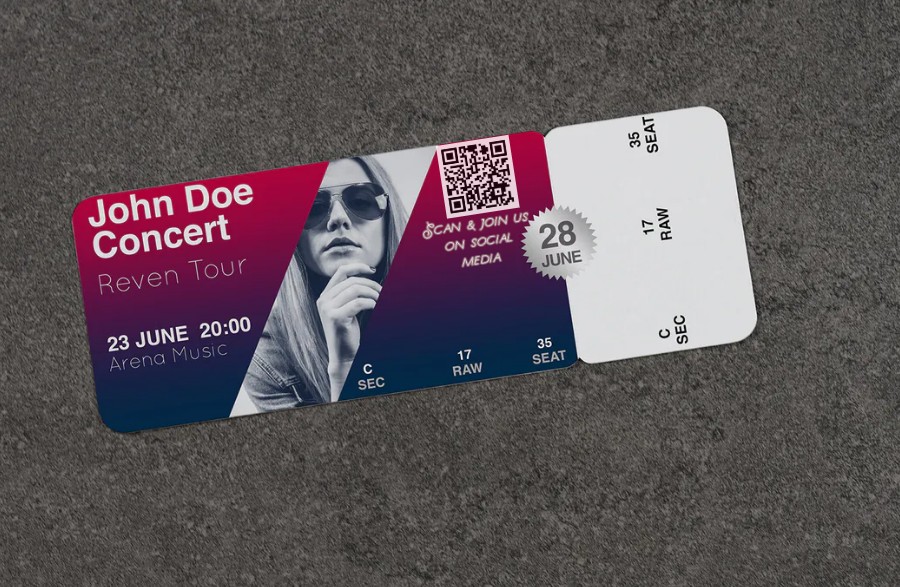 John Doe
Concert
Reven Tour
23 JUNE 20:00
Arena Music
SCAN & JOIN US
ON SOCIAL
MEDIA
28
JUNE
C
SEC
17
RAW
35
SEAT
35
SEAT
17
RAW
C
SEC